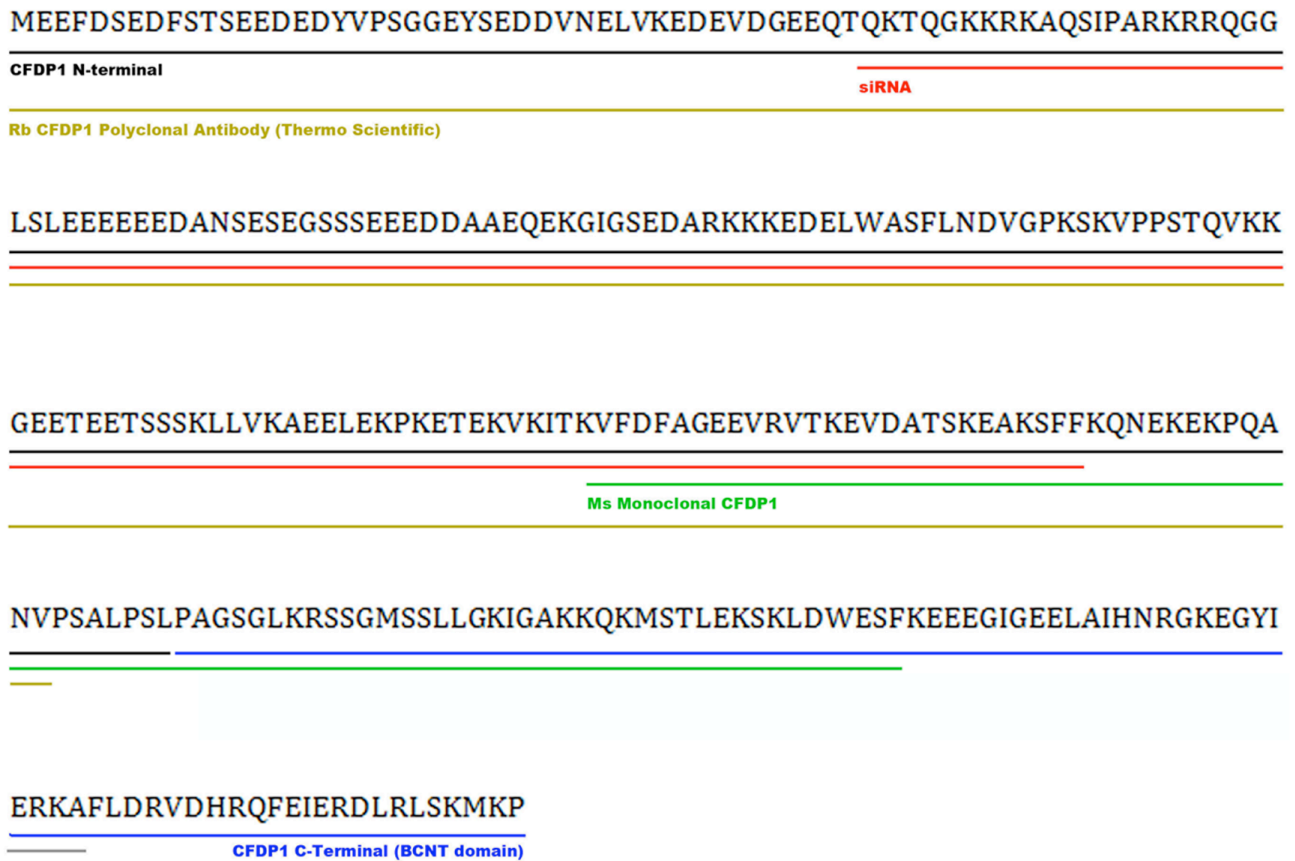 MEEFDSEDFSTSEEDEDYVPSGGEYSEDDVNELVKEDEVDGEEQTQKTQGKKRKAQSIPARKRRQGG
CFDP1 N-terminal
siRNA
Rb CFDP1 Polyclonal Antibody (Thermo Scientific)
LSLEEEEEEDANSESEGSSSEEEDDAAEQEKGIGSEDARKKKEDELWASFLNDVGPKSKVPPSTQVKK
GEETEETSSSKLLVKAEELEKPKETEKVKITKVFDFAGEEVRVTKEVDATSKEAKSFFKQNEKEKPQA
Ms Monoclonal CFDP1
NVPSALPSLPAGSGLKRSSGMSSLLGKIGAKKQKMSTLEKSKLDWESFKEEEGIGEELAIHNRGKEGYI
ERKAFLDRVDHRQFEIERDLRLSKMKP
CFDP1 C-Terminal (BCNT domain)